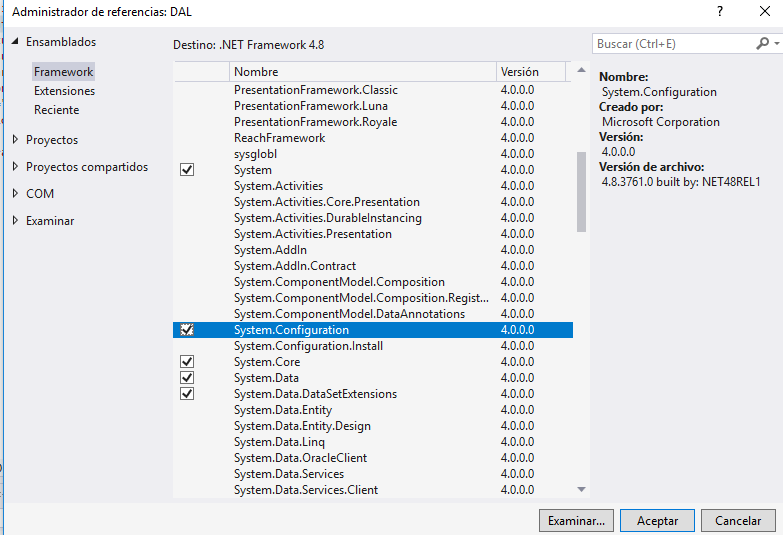 Administrador de referencias: DAL
? 
Ensamblados
Framework
Extensiones
Reciente
Proyectos
Proyectos compartidos
COM
Examinar
Destino: .NET Framework 4.8
Nombre Versión
PresentationFramework.Classic 4.0.0.0
PresentationFramework.Luna 4.0.0.0
PresentationFramework.Royale 4.0.0.0
ReachFramework 4.0.0.0
sysglobl 4.0.0.0
System 4.0.0.0
System.Activities 4.0.0.0
System.Activities.Core.Presentation 4.0.0.0
System.Activities.DurableInstancing 4.0.0.0
System.Activities.Presentation 4.0.0.0
System.AddIn 4.0.0.0
System.AddIn.Contract 4.0.0.0
System.ComponentModel.Composition 4.0.0.0
System.ComponentModel.Composition.Regist... 4.0.0.0
System.ComponentModel.DataAnnotations 4.0.0.0
System.Configuration 4.0.0.0
System.Configuration.Install 4.0.0.0
System.Core 4.0.0.0
System.Data 4.0.0.0
System.Data.DataSetExtensions 4.0.0.0
System.Data.Entity 4.0.0.0
System.Data.Entity.Design 4.0.0.0
System.Data.Linq 4.0.0.0
System.Data.OracleClient 4.0.0.0
System.Data.Services 4.0.0.0
System.Data.Services.Client 4.0.0.0
Buscar (Ctrl+E)
Nombre:
System.Configuration
Creado por:
Microsoft Corporation
Versión:
4.0.0.0
Versión de archivo:
4.8.3761.0 built by: NET48REL1
Examinar... Aceptar Cancelar